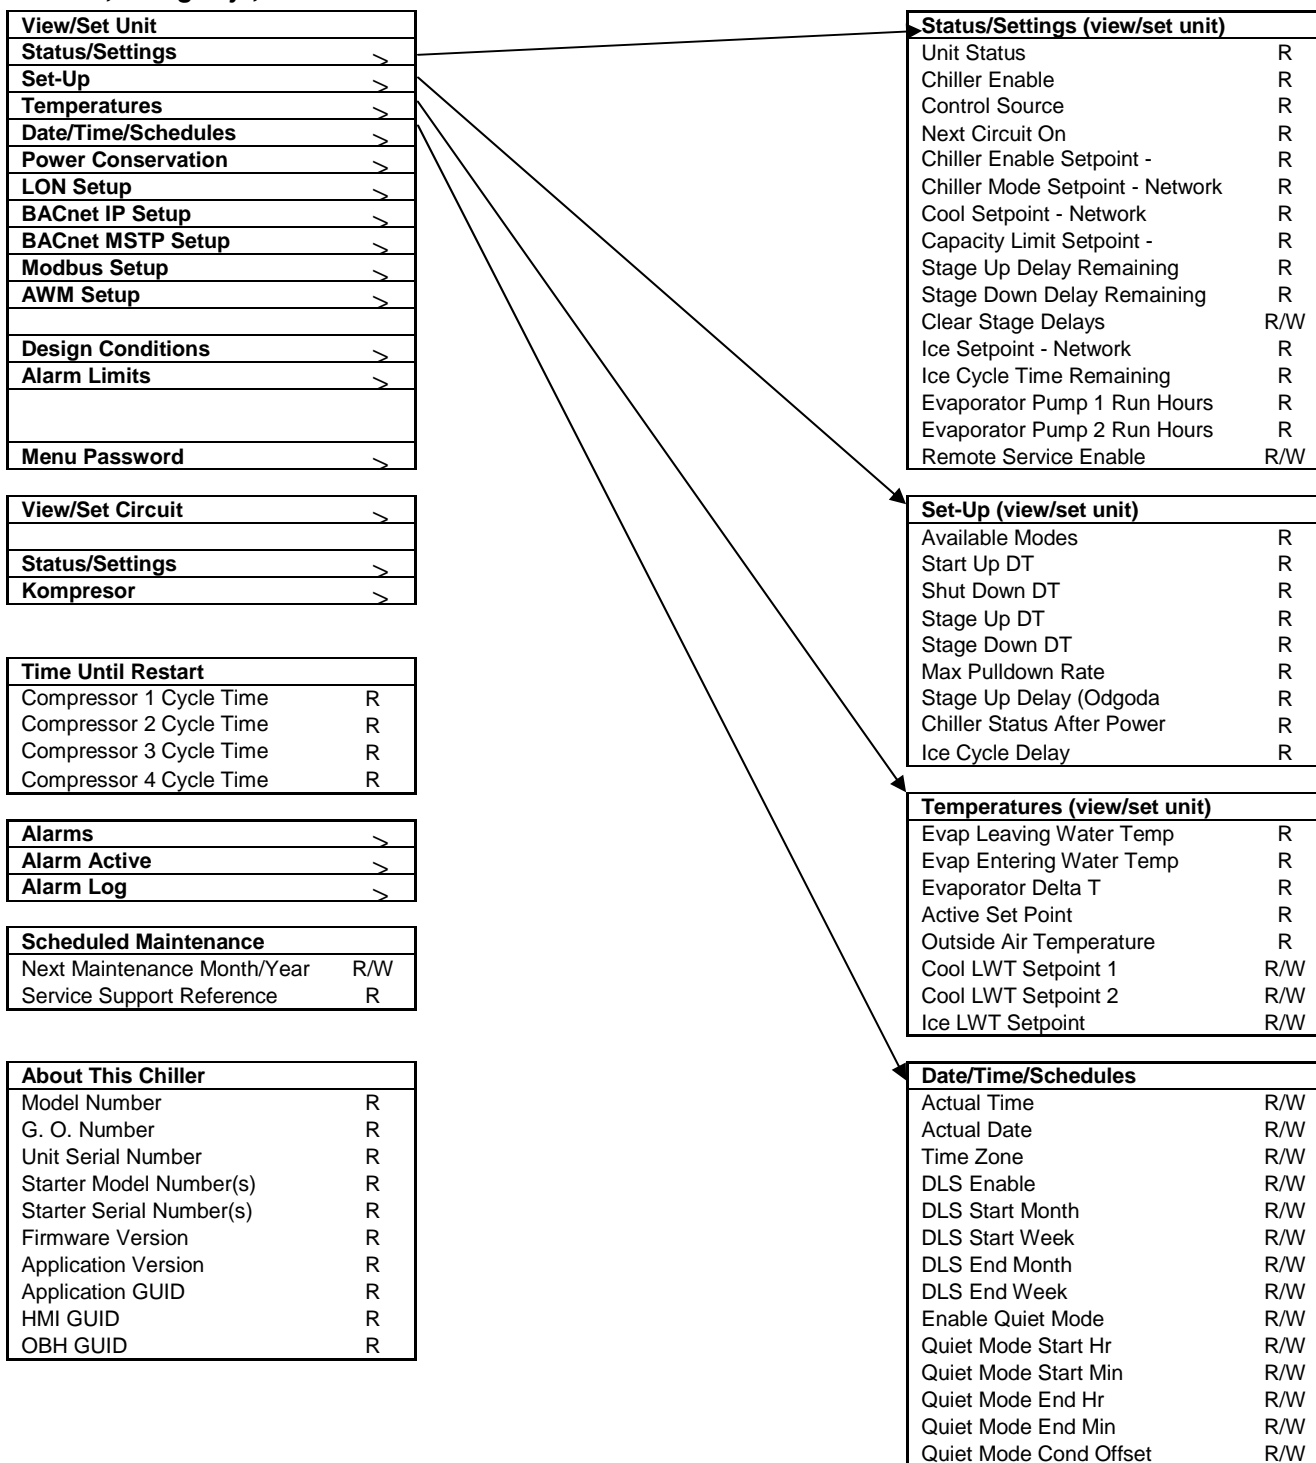 View/Set Unit
Status/Settings >
Set-Up >
Temperatures >
Date/Time/Schedules >
Power Conservation >
LON Setup >
BACnet IP Setup >
BACnet MSTP Setup >
Modbus Setup >
AWM Setup >
Design Conditions >
Alarm Limits >
Menu Password >
View/Set Circuit >
Status/Settings >
Kompresor >
Time Until Restart
Compressor 1 Cycle Time R
Compressor 2 Cycle Time R
Compressor 3 Cycle Time R
Compressor 4 Cycle Time R
Alarms >
Alarm Active >
Alarm Log >
Scheduled Maintenance
Next Maintenance Month/Year R/W
Service Support Reference R
About This Chiller
Model Number R
G. O. Number R
Unit Serial Number R
Starter Model Number(s) R
Starter Serial Number(s) R
Firmware Version R
Application Version R
Application GUID R
HMI GUID R
OBH GUID R
Status/Settings (view/set unit)
Unit Status R
Chiller Enable R
Control Source R
Next Circuit On R
Chiller Enable Setpoint - R
Chiller Mode Setpoint - Network R
Cool Setpoint - Network R
Capacity Limit Setpoint - R
Stage Up Delay Remaining R
Stage Down Delay Remaining R
Clear Stage Delays R/W
Ice Setpoint - Network R
Ice Cycle Time Remaining R
Evaporator Pump 1 Run Hours R
Evaporator Pump 2 Run Hours R
Remote Service Enable R/W
Set-Up (view/set unit)
Available Modes R
Start Up DT R
Shut Down DT R
Stage Up DT R
Stage Down DT R
Max Pulldown Rate R
Stage Up Delay (Odgoda R
Chiller Status After Power R
Ice Cycle Delay R
Temperatures (view/set unit)
Evap Leaving Water Temp R
Evap Entering Water Temp R
Evaporator Delta T R
Active Set Point R
Outside Air Temperature R
Cool LWT Setpoint 1 R/W
Cool LWT Setpoint 2 R/W
Ice LWT Setpoint R/W
Date/Time/Schedules
Actual Time R/W
Actual Date R/W
Time Zone R/W
DLS Enable R/W
DLS Start Month R/W
DLS Start Week R/W
DLS End Month R/W
DLS End Week R/W
Enable Quiet Mode R/W
Quiet Mode Start Hr R/W
Quiet Mode Start Min R/W
Quiet Mode End Hr R/W
Quiet Mode End Min R/W
Quiet Mode Cond Offset R/W